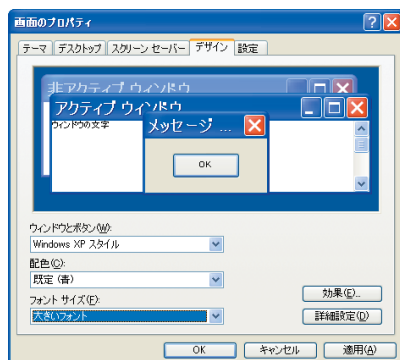 画面のプロパティ
テーマ デスクトップ スクリーン セーバー デザイン 設定
非アクティブ ウィンドウ
アクティブ ウィンドウ
ウィンドウの文字
メッセージ ...
OK
ウィンドウとボタン(W):
Windows XP スタイル
配色(C):
既定 (青)
フォント サイズ(F):
大きいフォント
効果(E)...
詳細設定(D)
OK キャンセル 適用(A)